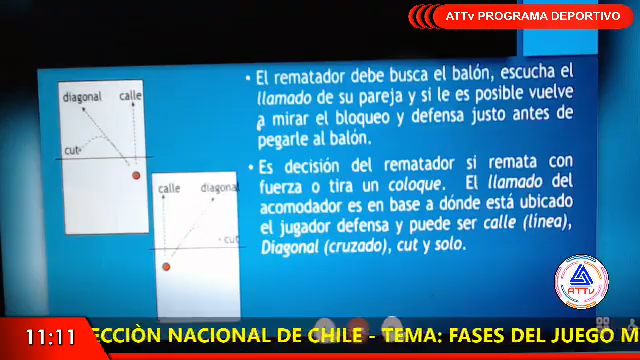 ATTv PROGRAMA DEPORTIVO
diagonal
calle
cut
calle
diagonal
cut
• El rematador debe busca el balón, escucha el
llamado de su pareja y si le es posible vuelve
a mirar el bloqueo y defensa justo antes de
pegarle al balón.
• Es decisión del rematador si remata con
fuerza o tira un coloque. El llamado del
acomodador es en base a dónde está ubicado
el jugador defensa y puede ser calle (línea),
Diagonal (cruzado), cut y solo.
ATTv
11:11
ECCIÒN NACIONAL DE CHILE - TEMA: FASES DEL JUEGO M